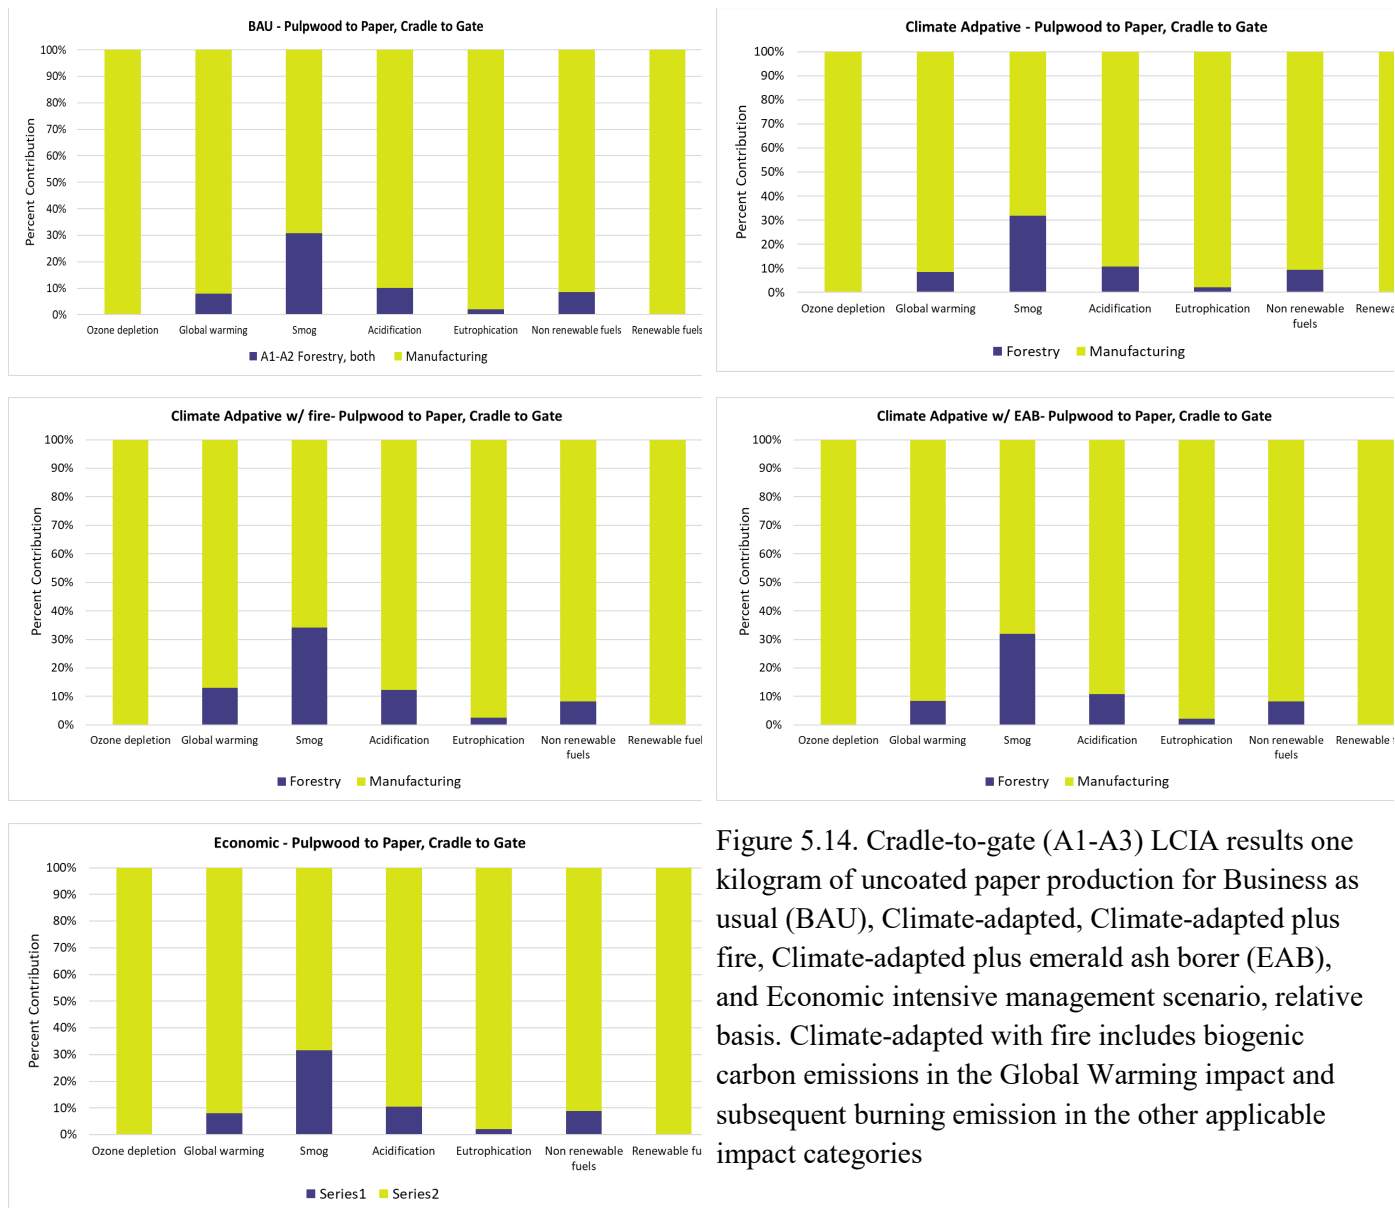 BAU - Pulpwood to Paper, Cradle to Gate
Percent Contribution
100%
90%
80%
70%
60%
50%
40%
30%
20%
10%
0%
Ozone depletion Global warming Smog Acidification Eutrophication Non renewable fuels Renewable fuels
A1-A2 Forestry, both Manufacturing
Climate Adpative - Pulpwood to Paper, Cradle to Gate
Percent Contribution
100%
90%
80%
70%
60%
50%
40%
30%
20%
10%
0%
Ozone depletion Global warming Smog Acidification Eutrophication Non renewable Renewa
fuels
Forestry Manufacturing
Climate Adpative w/ fire- Pulpwood to Paper, Cradle to Gate
Percent Contribution
100%
90%
80%
70%
60%
50%
40%
30%
20%
10%
0%
Ozone depletion Global warming Smog Acidification Eutrophication Non renewable Renewable fuels
fuels
Forestry Manufacturing
Climate Adpative w/ EAB- Pulpwood to Paper, Cradle to Gate
Percent Contribution
100%
90%
80%
70%
60%
50%
40%
30%
20%
10%
0%
Ozone depletion Global warming Smog Acidification Eutrophication Non renewable Renewable f
fuels
Forestry Manufacturing
Economic - Pulpwood to Paper, Cradle to Gate
Percent Contribution
100%
90%
80%
70%
60%
50%
40%
30%
20%
10%
0%
Ozone depletion Global warming Smog Acidification Eutrophication Non renewable Renewable fu
fuels
Series1 Series2
Figure 5.14. Cradle-to-gate (A1-A3) LCIA results one
kilogram of uncoated paper production for Business as
usual (BAU), Climate-adapted, Climate-adapted plus
fire, Climate-adapted plus emerald ash borer (EAB),
and Economic intensive management scenario, relative
basis. Climate-adapted with fire includes biogenic
carbon emissions in the Global Warming impact and
subsequent burning emission in the other applicable
impact categories